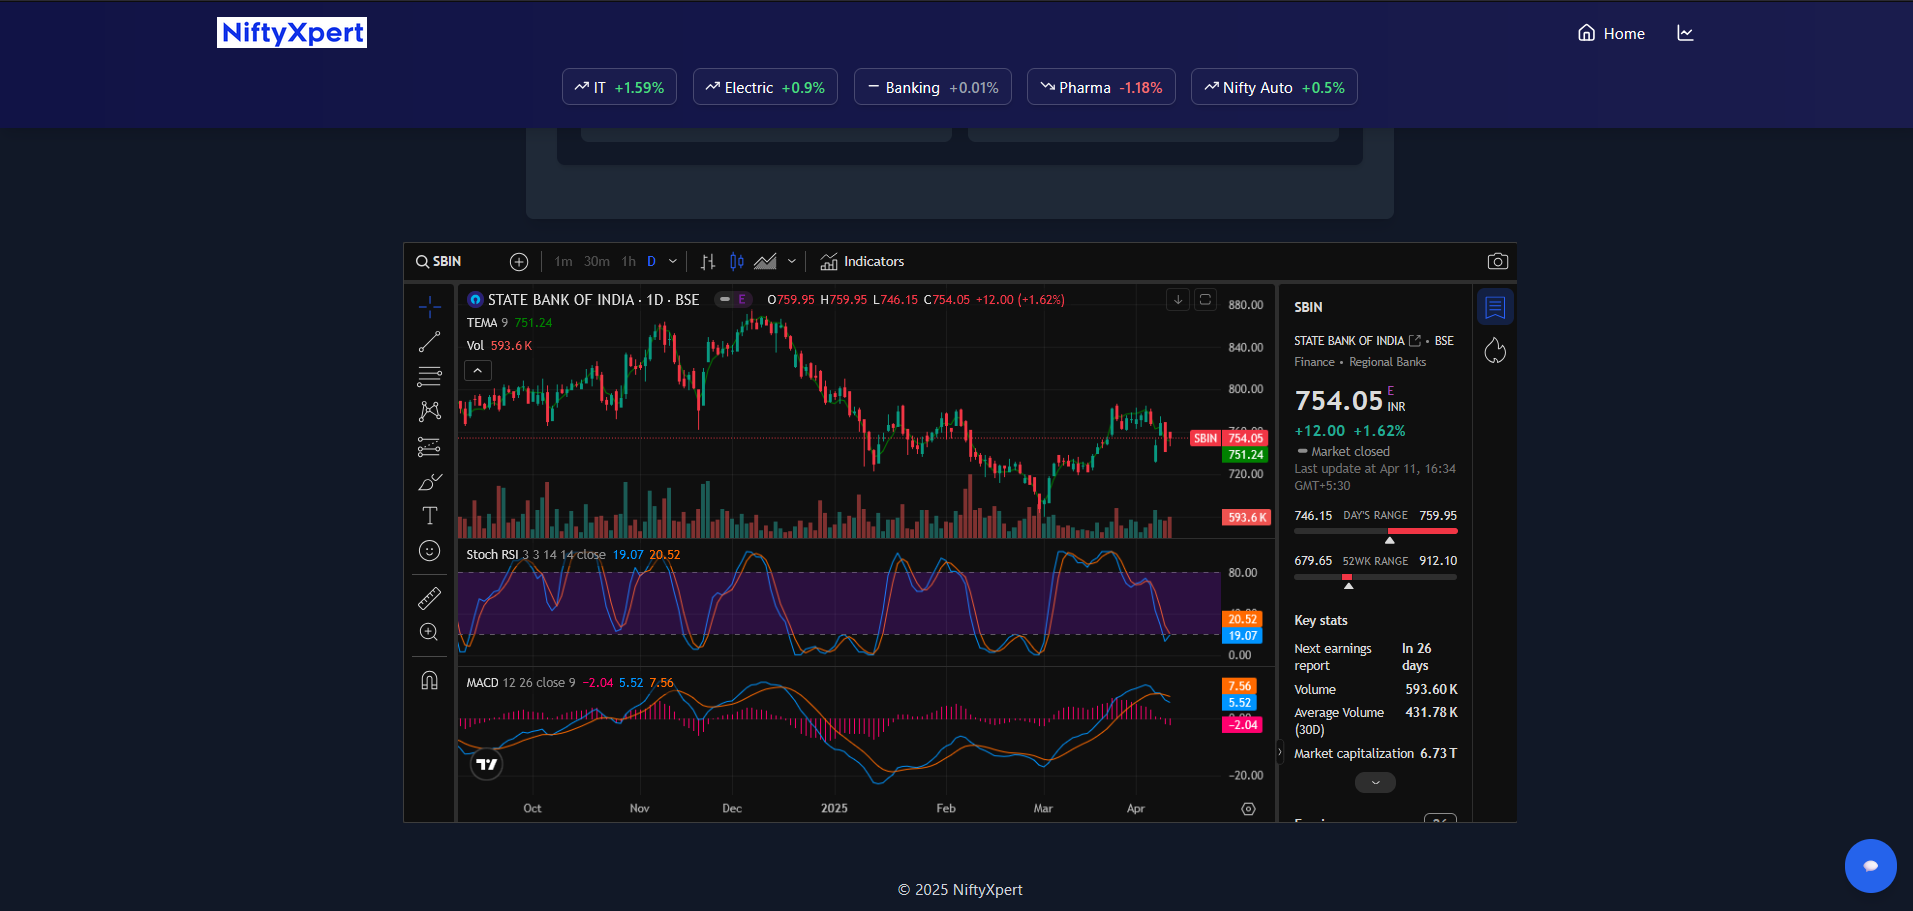 NiftyXpert
Home
IT +1.59%
Electric +0.9%
Banking +0.01%
Pharma -1.18%
Nifty Auto +0.5%
SBIN
1m 30m 1h D
Indicators
STATE BANK OF INDIA · 1D · BSE
E
O759.95 H759.95 L746.15 C754.05 +12.00 (+1.62%)
TEMA 9 751.24
Vol 593.6 K
880.00
840.00
800.00
SBIN 754.05
751.24
720.00
593.6 K
Stoch RSI 3 3 14 14 close 19.07 20.52
80.00
20.52
19.07
0.00
MACD 12 26 close 9 −2.04 5.52 7.56
7.56
5.52
−2.04
−20.00
Oct Nov Dec 2025 Feb Mar Apr
SBIN
STATE BANK OF INDIA • BSE
Finance • Regional Banks
754.05 E INR
+12.00 +1.62%
Market closed
Last update at Apr 11, 16:34
GMT+5:30
746.15 DAY'S RANGE 759.95
679.65 52WK RANGE 912.10
Key stats
Next earnings report In 26 days
Volume 593.60 K
Average Volume (30D) 431.78 K
Market capitalization 6.73 T
© 2025 NiftyXpert